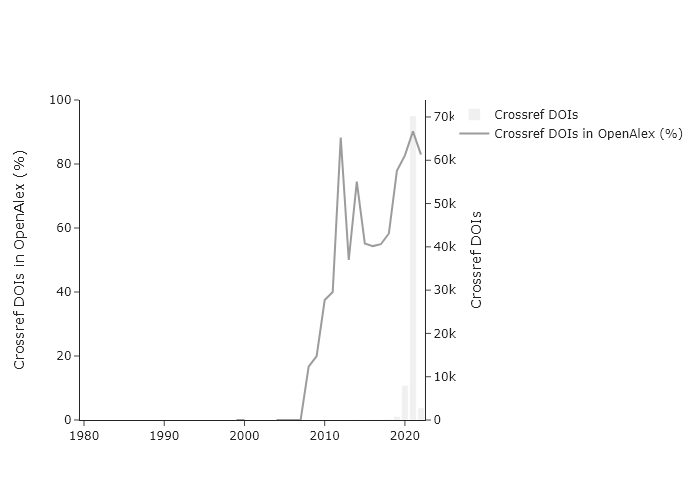 100
80
60
40
20
0
Crossref DOIs in OpenAlex (%)
1980
1990
2000
2010
2020
70k
60k
50k
40k
30k
20k
10k
0
Crossref DOIs
Crossref DOIs
Crossref DOIs in OpenAlex (%)